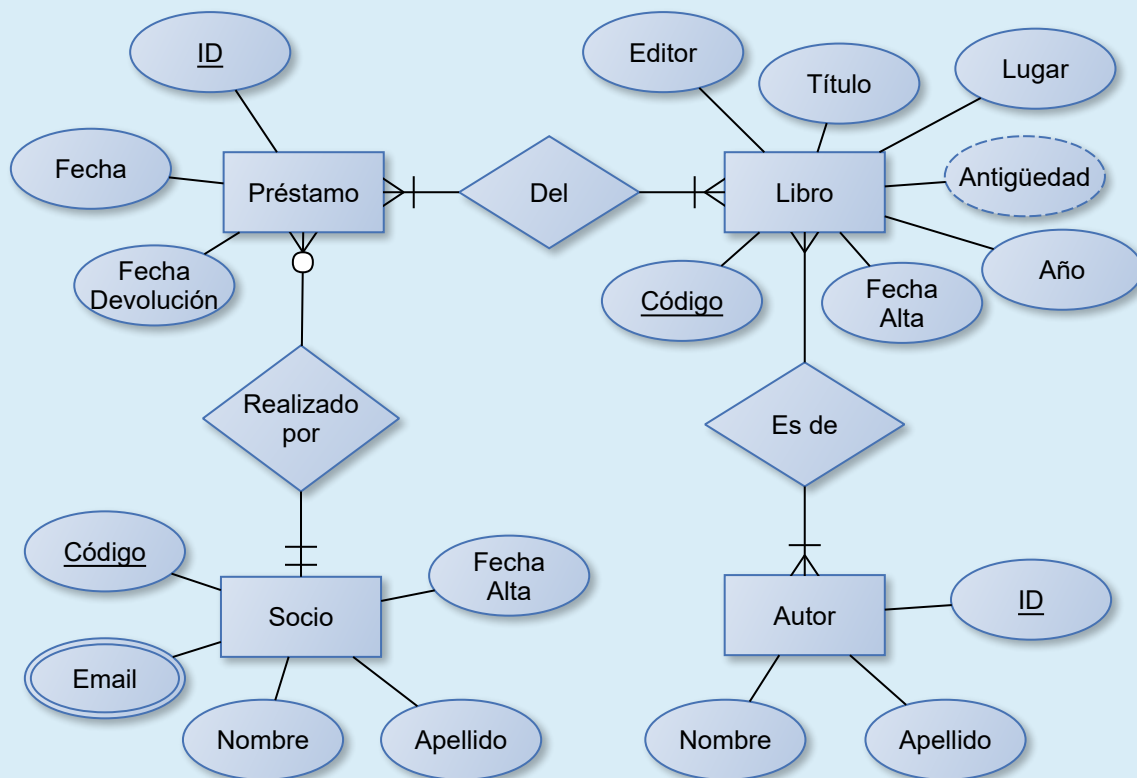 ID
Editor
Título
Lugar
Fecha
Préstamo
Del
Libro
Antigüedad
Fecha
Devolución
Código
Fecha
Alta
Año
Realizado
por
Es de
Código
Fecha
Alta
Socio
Autor
ID
Email
Nombre
Apellido
Nombre
Apellido